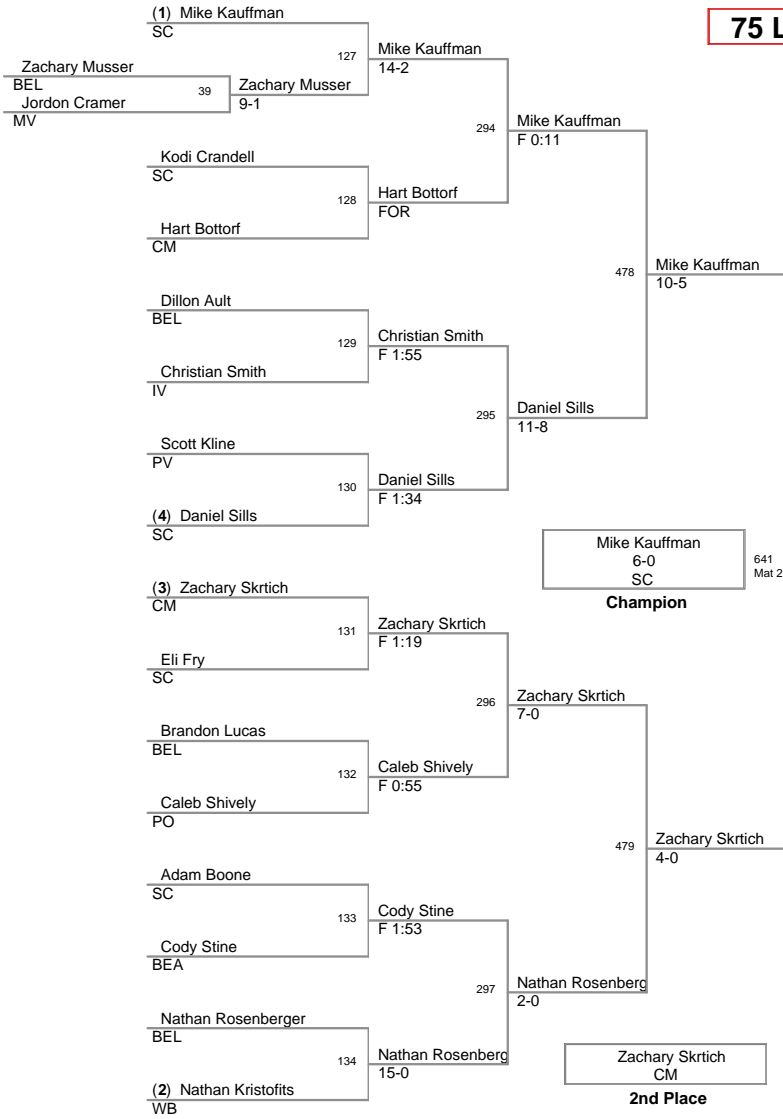 (1) Mike Kauffman
SC
75 L
127
Mike Kauffman
14-2
Zachary Musser
BEL
39
Zachary Musser
9-1
Jordon Cramer
MV
294
Mike Kauffman
F 0:11
Kodi Crandell
SC
128
Hart Bottorf
FOR
Hart Bottorf
CM
478
Mike Kauffman
10-5
Dillon Ault
BEL
129
Christian Smith
F 1:55
Christian Smith
IV
295
Daniel Sills
11-8
Scott Kline
PV
130
Daniel Sills
F 1:34
(4) Daniel Sills
SC
Mike Kauffman
6-0
SC
641
Mat 2
Champion
(3) Zachary Skrtich
CM
131
Zachary Skrtich
F 1:19
Eli Fry
SC
296
Zachary Skrtich
7-0
Brandon Lucas
BEL
132
Caleb Shively
F 0:55
Caleb Shively
PO
479
Zachary Skrtich
4-0
Adam Boone
SC
133
Cody Stine
F 1:53
Cody Stine
BEA
297
Nathan Rosenberg
2-0
Nathan Rosenberger
BEL
134
Nathan Rosenberg
15-0
(2) Nathan Kristofits
WB
Zachary Skrtich
CM
2nd Place